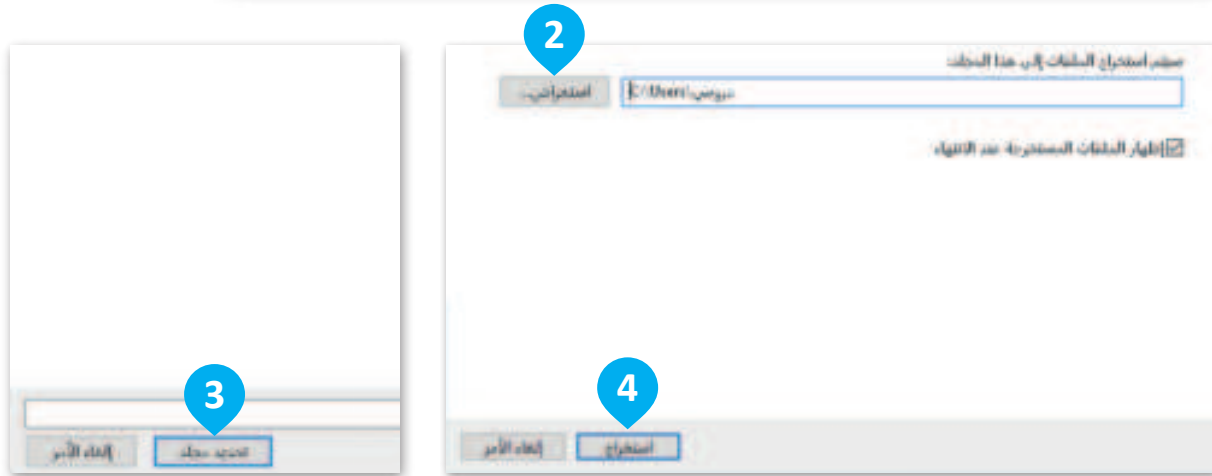 2
سيتم استخراج الملفات إلى هذا المجلد:
C:\Users\دروسي
استعراض...
إظهار الملفات المستخرجة عند الانتهاء
4
استخراج
إلغاء الأمر
3
تحديد مجلد
إلغاء الأمر